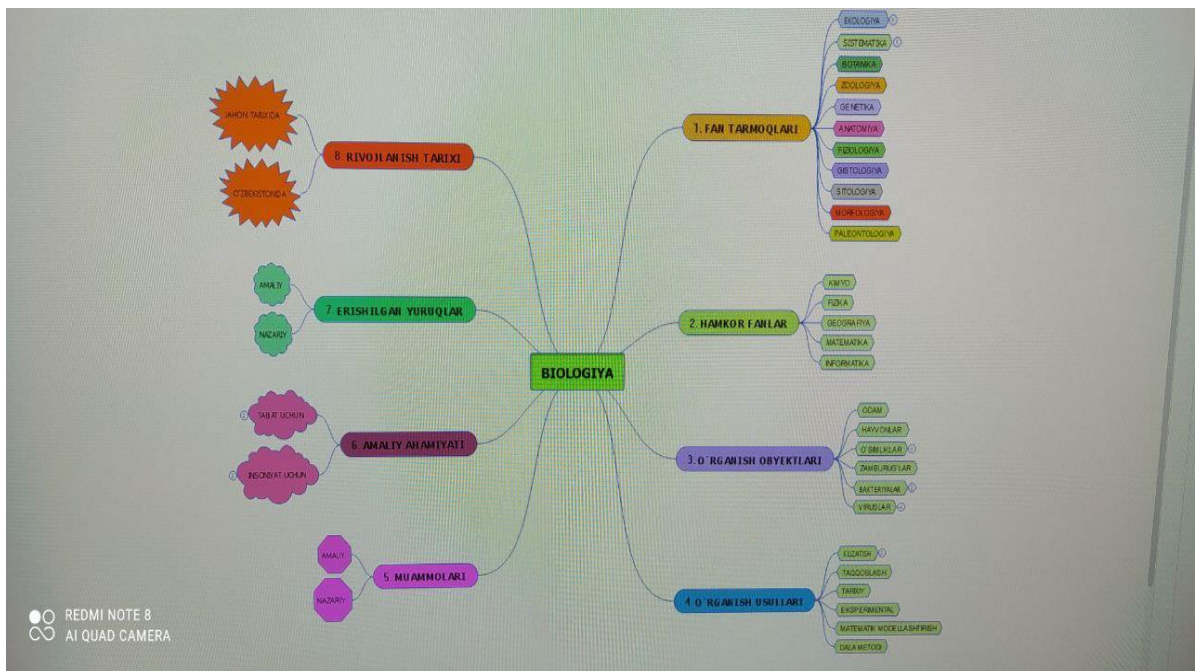 BIOLOGIYA
1. FAN TARMOQLARI
EKOLOGIYA
SISTEMATIKA
BOTANIKA
ZOOLOGIYA
GENETIKA
ANATOMIYA
FIZIOLOGIYA
GISTOLOGIYA
SITOLOGIYA
MORFOLOGIYA
PALEONTOLOGIYA
2. HAMKOR FANLAR
KIMYO
FIZIKA
GEOGRAFIYA
MATEMATIKA
INFORMATIKA
3. O`RGANISH OBYEKTLARI
ODAM
HAYVONLAR
O`SIMLIKLAR
ZAMBURUG'LAR
BAKTERIYALAR
VIRUSLAR
4. O`RGANISH USULLARI
KUZATISH
TAQQOSLASH
TARIXIY
EKSPERIMENTAL
MATEMATIK MODELLASHTIRISH
DALA METODI
5. MUAMMOLARI
AMALIY
NAZARIY
6. AMALIY AHAMIYATI
TABIAT UCHUN
INSONIYAT UCHUN
7. ERISHILGAN YURUQLAR
AMALIY
NAZARIY
8. RIVOJLANISH TARIXI
JAHON TARIXIDA
O'ZBEKISTONDA
REDMI NOTE 8
AI QUAD CAMERA